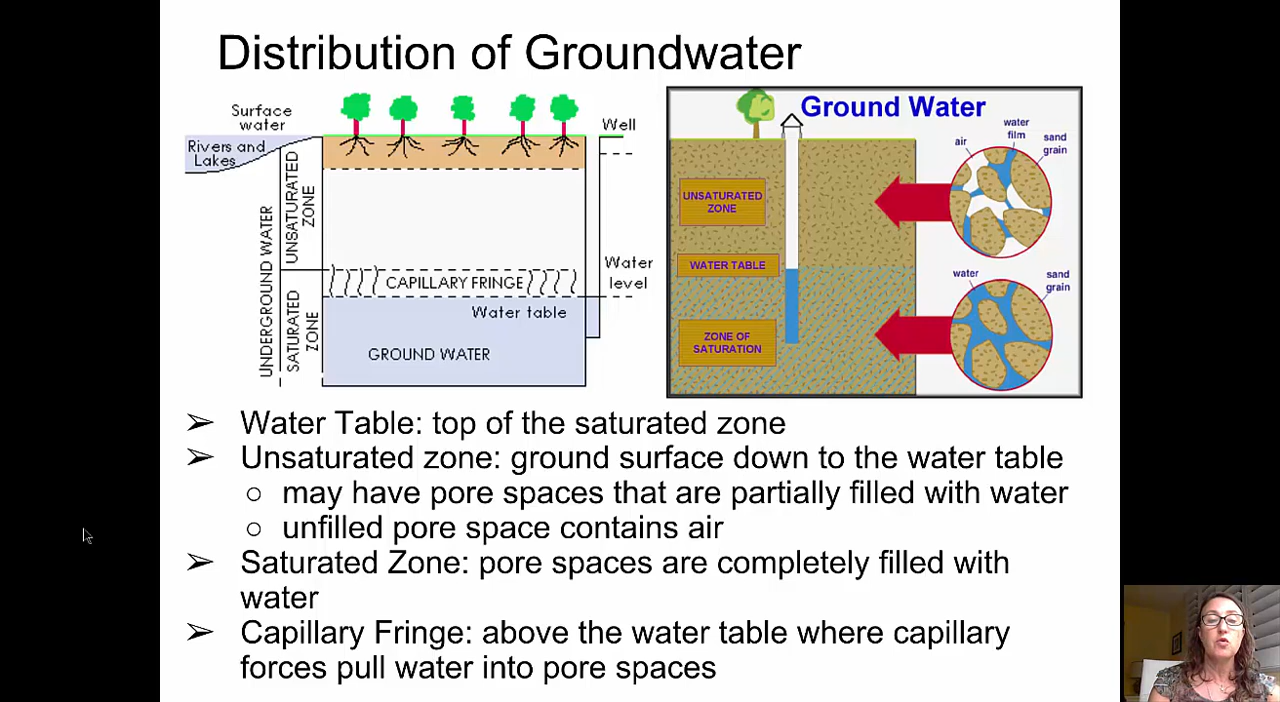 Distribution of Groundwater
Surface
water
Rivers and
Lakes
UNDERGROUND WATER
UNSATURATED
ZONE
SATURATED
ZONE
CAPILLARY FRINGE
Water table
GROUND WATER
Well
Water
level
Ground Water
UNSATURATED
ZONE
WATER TABLE
ZONE OF
SATURATION
air
water
film
sand
grain
water
sand
grain
➢ Water Table: top of the saturated zone
➢ Unsaturated zone: ground surface down to the water table
○ may have pore spaces that are partially filled with water
○ unfilled pore space contains air
➢ Saturated Zone: pore spaces are completely filled with
water
➢ Capillary Fringe: above the water table where capillary
forces pull water into pore spaces